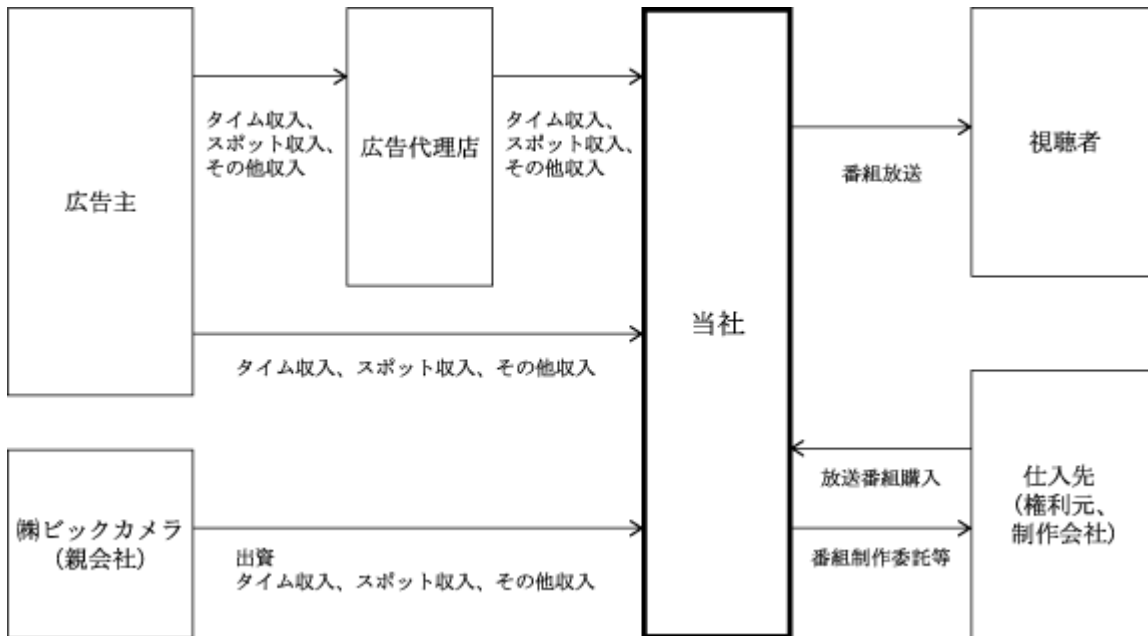 広告主
タイム収入、
スポット収入、
その他収入
広告代理店
タイム収入、
スポット収入、
その他収入
タイム収入、スポット収入、その他収入
㈱ビックカメラ
(親会社)
出資
タイム収入、スポット収入、その他収入
当社
番組放送
視聴者
放送番組購入
番組制作委託等
仕入先
(権利元、
制作会社)